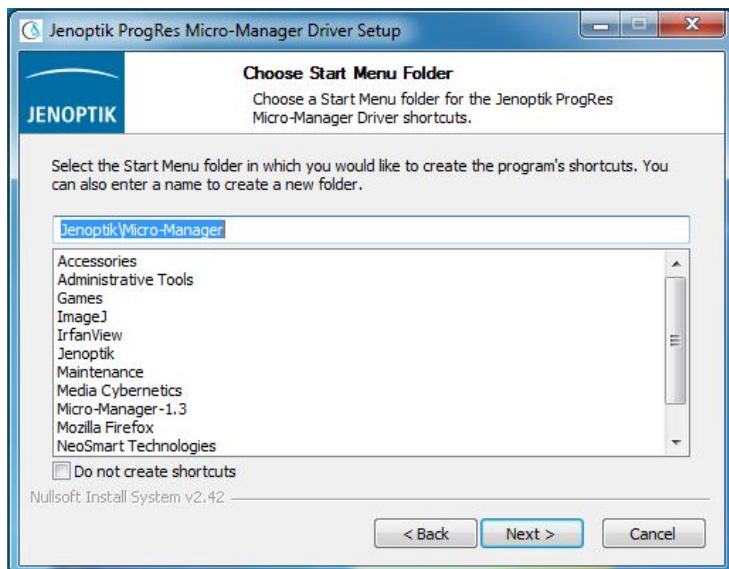 Jenoptik ProgRes Micro-Manager Driver Setup
JENOPTIK
Choose Start Menu Folder
Choose a Start Menu folder for the Jenoptik ProgRes
Micro-Manager Driver shortcuts.
Select the Start Menu folder in which you would like to create the program's shortcuts. You
can also enter a name to create a new folder.
Jenoptik\Micro-Manager
Accessories
Administrative Tools
Games
ImageJ
IrfanView
Jenoptik
Maintenance
Media Cybernetics
Micro-Manager-1.3
Mozilla Firefox
NeoSmart Technologies
Do not create shortcuts
Nullsoft Install System v2.42
< Back
Next >
Cancel